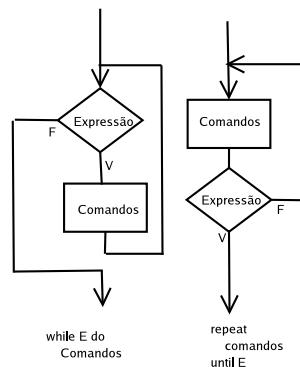 Expressão
F
V
Comandos
while E do
Comandos
Comandos
Expressão
V
F
repeat
comandos
until E